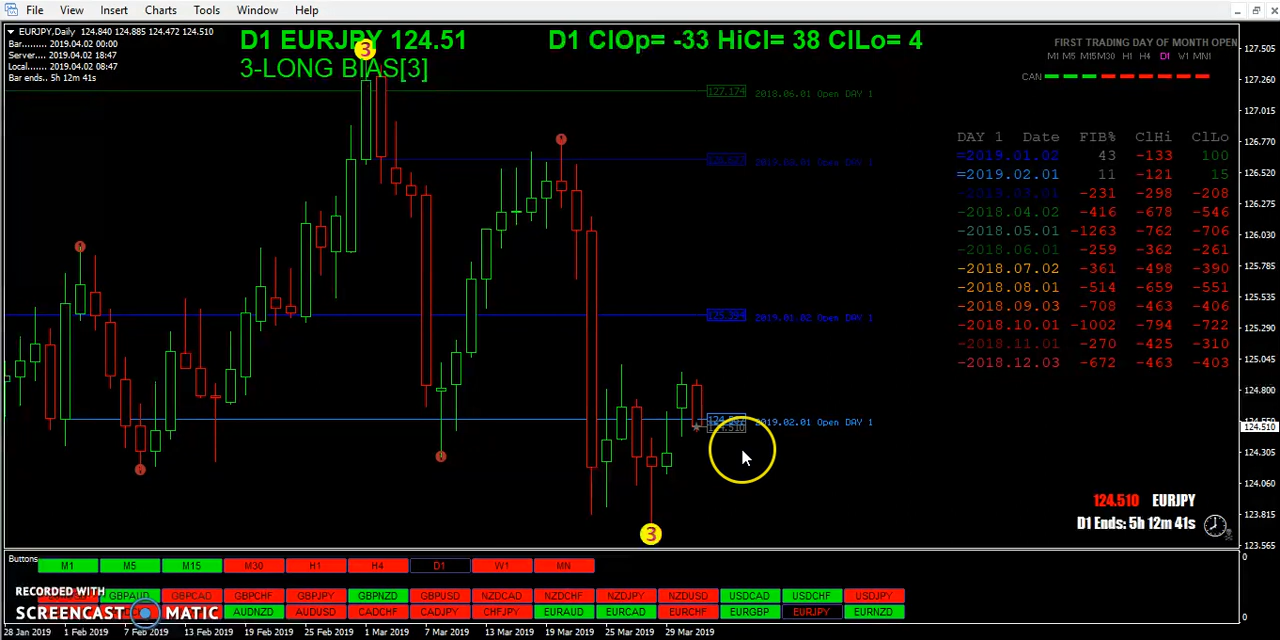 File View Insert Charts Tools Window Help
EURJPY,Daily 124.840 124.885 124.472 124.510
Bar......... 2019.04.02 00:00
Server.... 2019.04.02 18:47
Local....... 2019.04.02 08:47
Bar ends.. 5h 12m 41s
D1 EURJPY 124.51
D1 ClOp= -33 HiCl= 38 ClLo= 4
3-LONG BIAS[3]
3
FIRST TRADING DAY OF MONTH OPEN
M1 M5 M15 M30 H1 H4 D1 W1 MN1
CAN
127.174 2018.06.01 Open DAY 1
2019.03.01 Open DAY 1
125.394 2019.01.02 Open DAY 1
2019.02.01 Open DAY 1
124.510
DAY 1 Date FIB% ClHi ClLo
=2019.01.02 43 -133 100
=2019.02.01 11 -121 15
-2019.03.01 -231 -298 -208
-2018.04.02 -416 -678 -546
-2018.05.01 -1263 -762 -706
-2018.06.01 -259 -362 -261
-2018.07.02 -361 -498 -390
-2018.08.01 -514 -659 -551
-2018.09.03 -708 -463 -406
-2018.10.01 -1002 -794 -722
-2018.11.01 -270 -425 -310
-2018.12.03 -672 -463 -403
127.505
127.260
127.015
126.770
126.520
126.275
126.030
125.785
125.535
125.290
125.045
124.800
124.510
124.305
124.060
123.815
123.565
3
124.510 EURJPY
D1 Ends: 5h 12m 41s
Buttons
0
M1 M5 M15 M30 H1 H4 D1 W1 MN
GBPAUD GBPCAD GBPCHF GBPJPY GBPNZD GBPUSD NZDCAD NZDCHF NZDJPY NZDUSD USDCAD USDCHF USDJPY
AUDNZD AUDUSD CADCHF CADJPY CHFJPY EURAUD EURCAD EURCHF EURGBP EURJPY EURNZD
0
RECORDED WITH
SCREENCAST MATIC
28 Jan 2019 1 Feb 2019 7 Feb 2019 13 Feb 2019 19 Feb 2019 25 Feb 2019 1 Mar 2019 7 Mar 2019 13 Mar 2019 19 Mar 2019 25 Mar 2019 29 Mar 2019